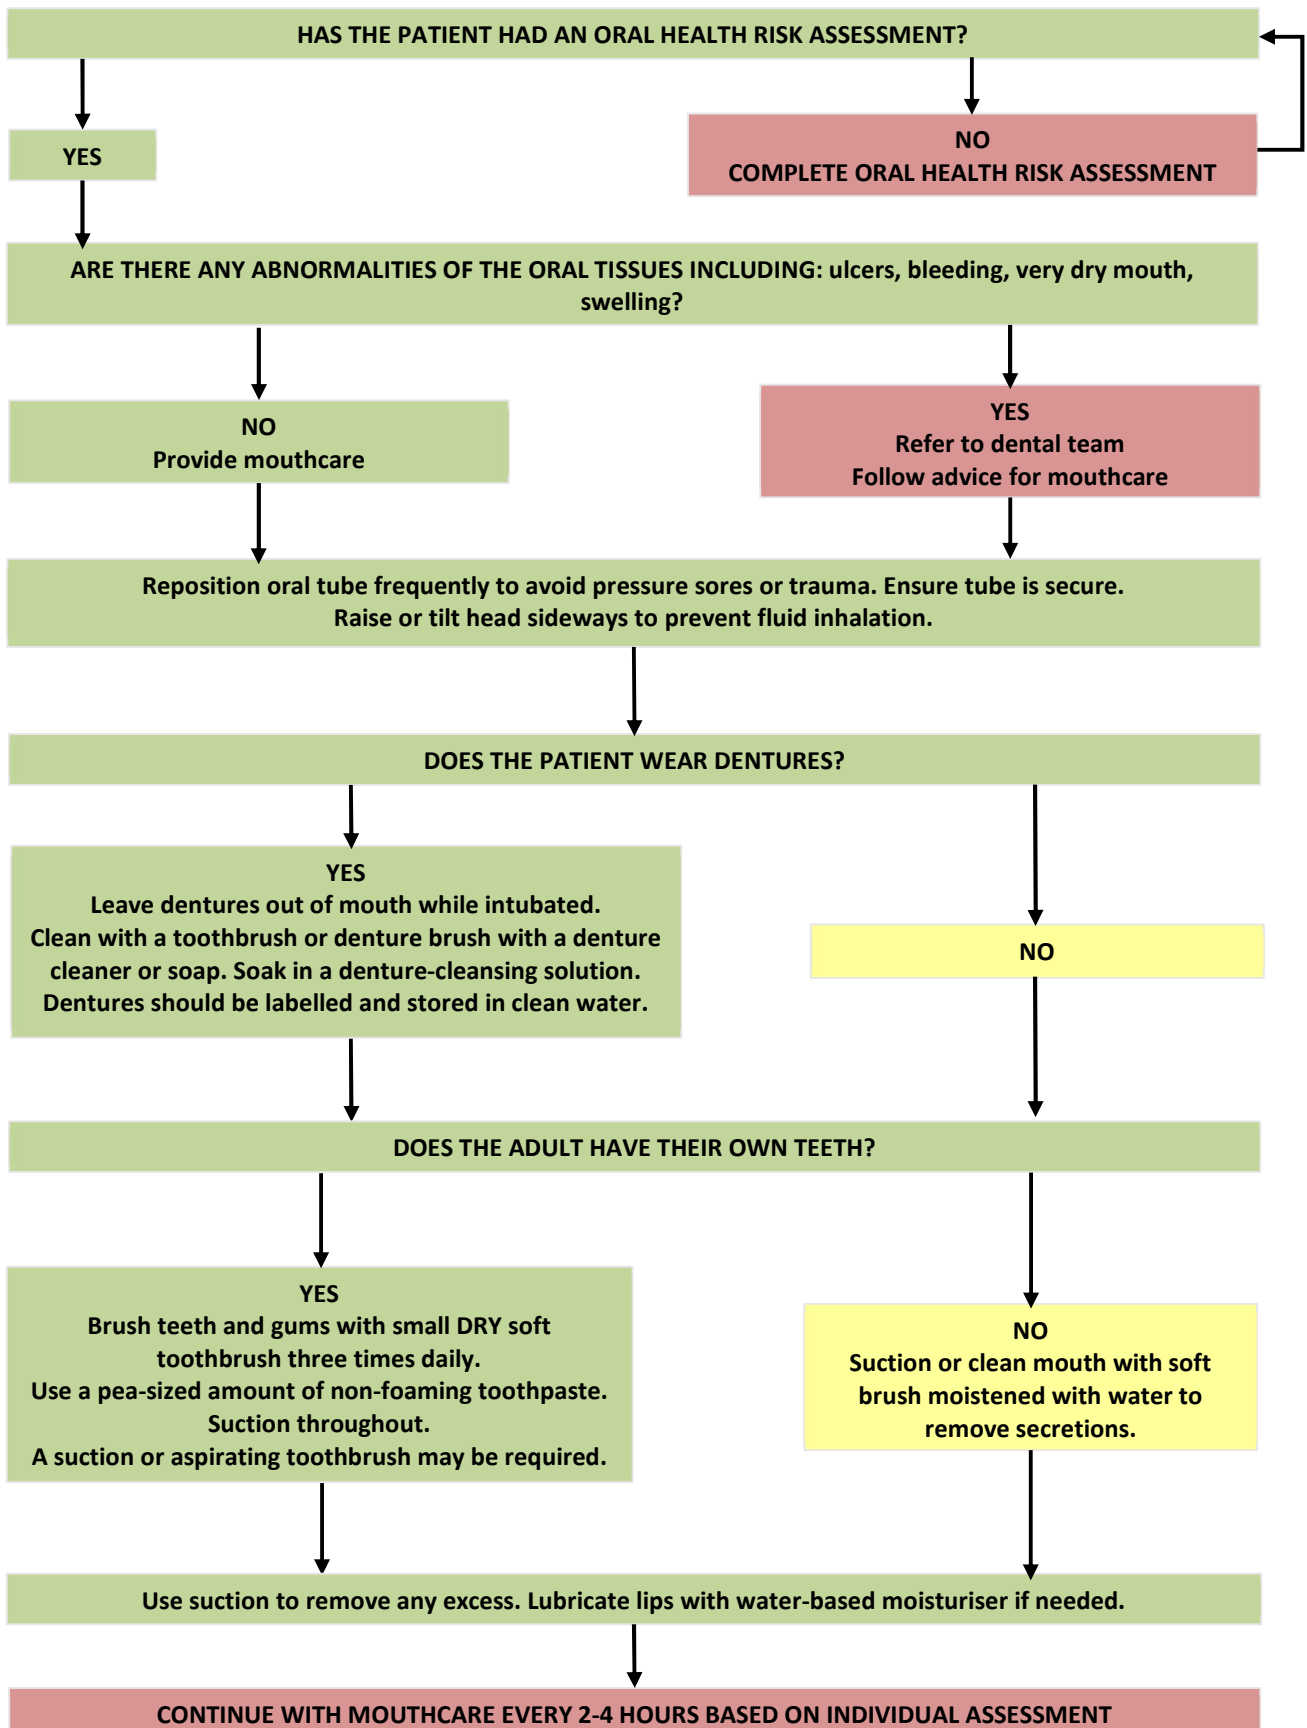 HAS THE PATIENT HAD AN ORAL HEALTH RISK ASSESSMENT?
YES
NO
COMPLETE ORAL HEALTH RISK ASSESSMENT
ARE THERE ANY ABNORMALITIES OF THE ORAL TISSUES INCLUDING: ulcers, bleeding, very dry mouth,
swelling?
NO
Provide mouthcare
YES
Refer to dental team
Follow advice for mouthcare
Reposition oral tube frequently to avoid pressure sores or trauma. Ensure tube is secure.
Raise or tilt head sideways to prevent fluid inhalation.
DOES THE PATIENT WEAR DENTURES?
YES
Leave dentures out of mouth while intubated.
Clean with a toothbrush or denture brush with a denture
cleaner or soap. Soak in a denture-cleansing solution.
Dentures should be labelled and stored in clean water.
NO
DOES THE ADULT HAVE THEIR OWN TEETH?
YES
Brush teeth and gums with small DRY soft
toothbrush three times daily.
Use a pea-sized amount of non-foaming toothpaste.
Suction throughout.
A suction or aspirating toothbrush may be required.
NO
Suction or clean mouth with soft
brush moistened with water to
remove secretions.
Use suction to remove any excess. Lubricate lips with water-based moisturiser if needed.
CONTINUE WITH MOUTHCARE EVERY 2-4 HOURS BASED ON INDIVIDUAL ASSESSMENT